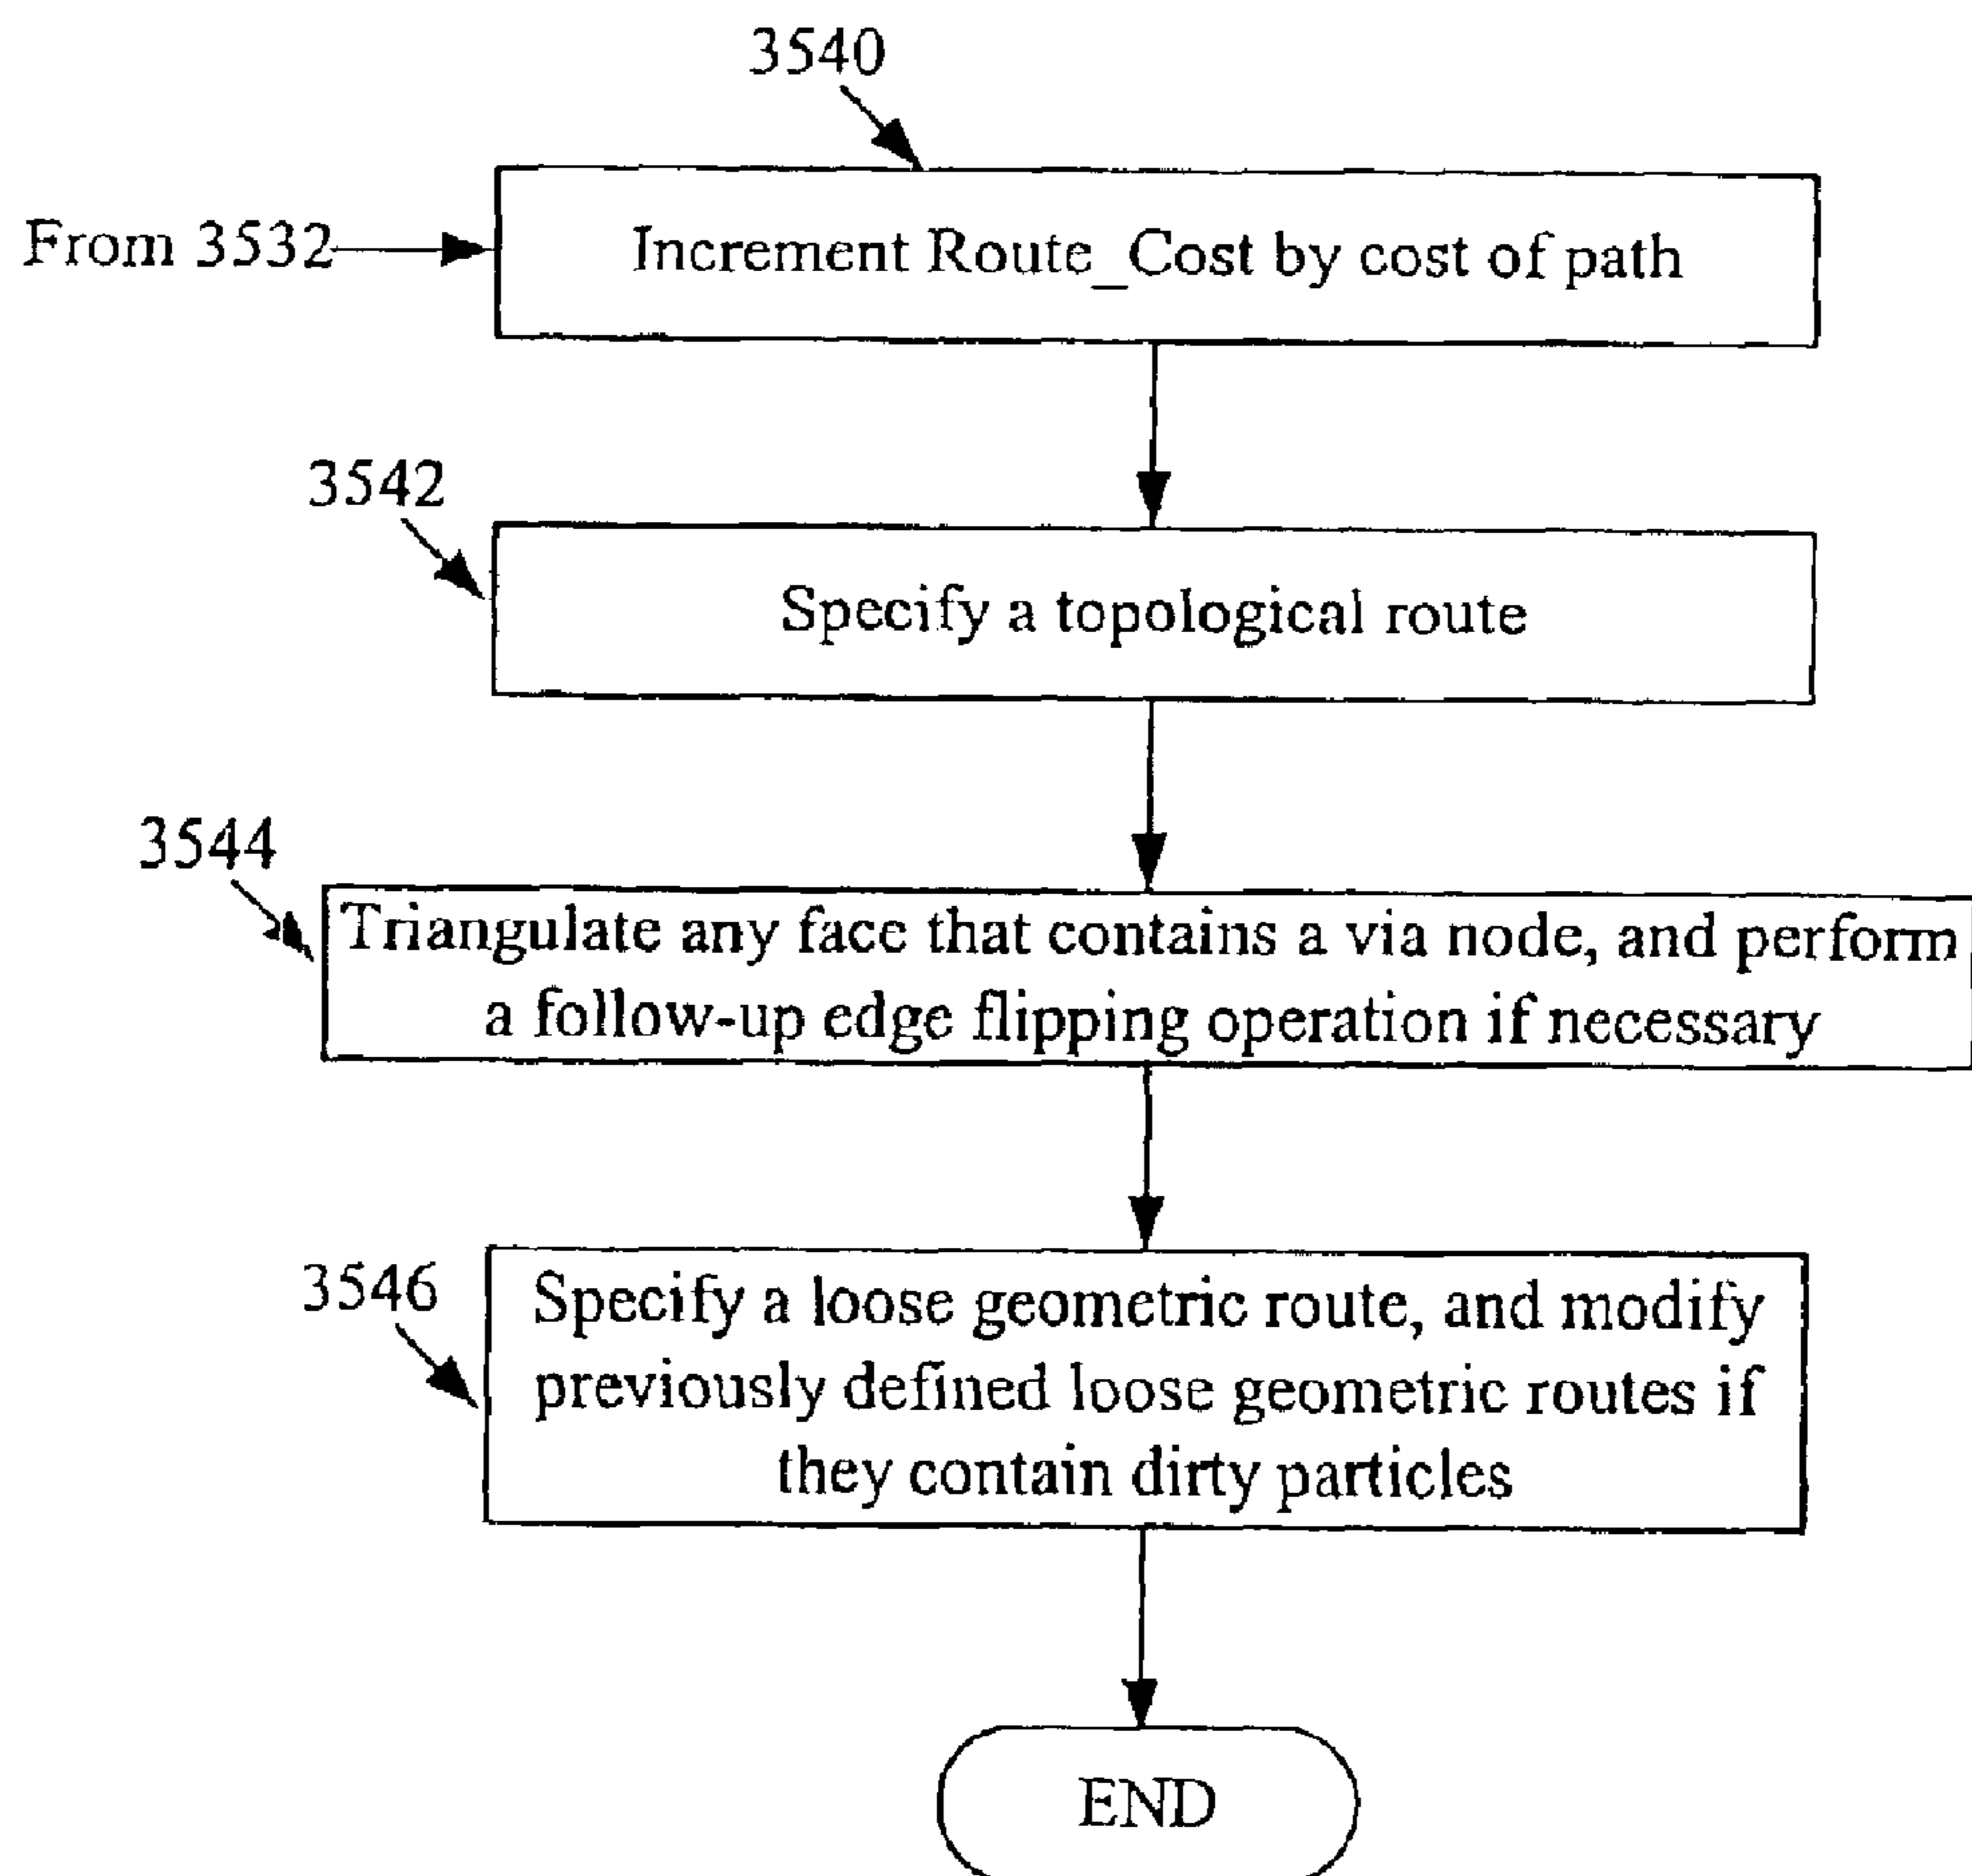 3540
From 3532
Increment Route_Cost by cost of path
3542
Specify a topological route
3544
Triangulate any face that contains a via node, and perform
a follow-up edge flipping operation if necessary
3546
Specify a loose geometric route, and modify
previously defined loose geometric routes if
they contain dirty particles
END